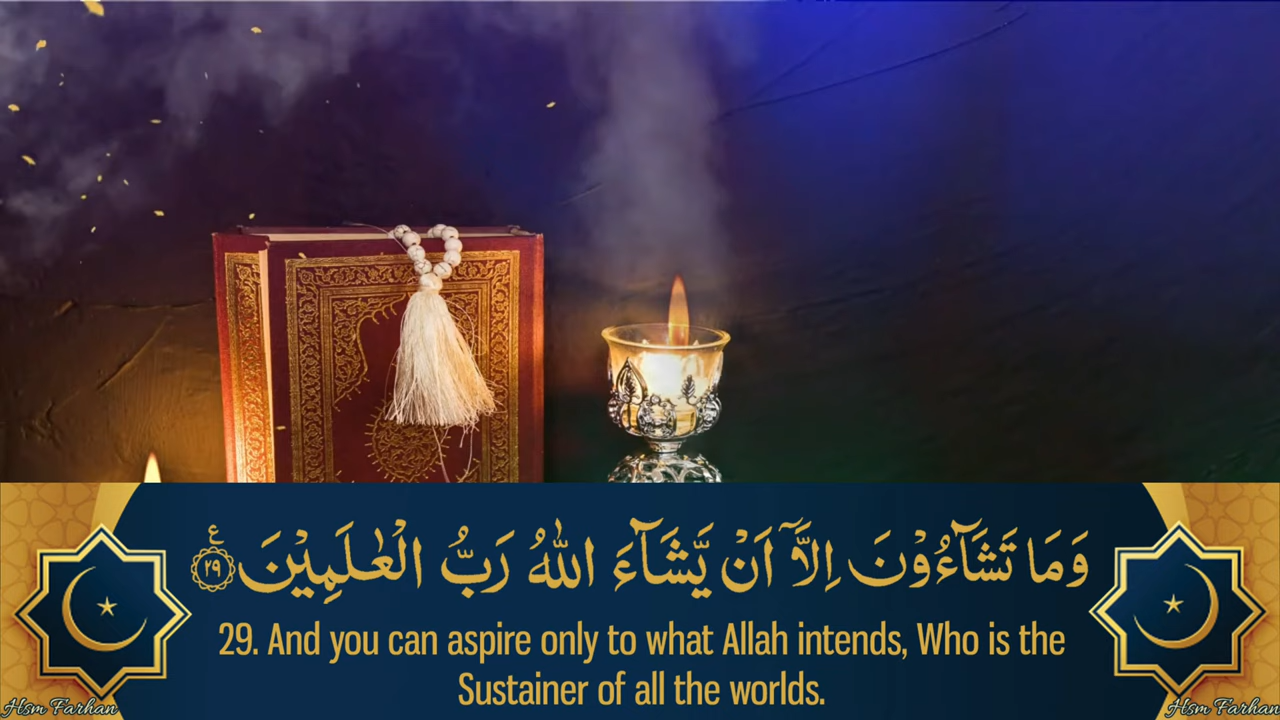 وَمَا تَشَآءُوْنَ اِلَّاۤ اَنْ يَّشَآءَ اللّٰهُ رَبُّ الْعٰلَمِيْنَ ۟۠ ﴿٢٩﴾ ع
29. And you can aspire only to what Allah intends, Who is the
Sustainer of all the worlds.
Hsm Farhan
Hsm Farhan